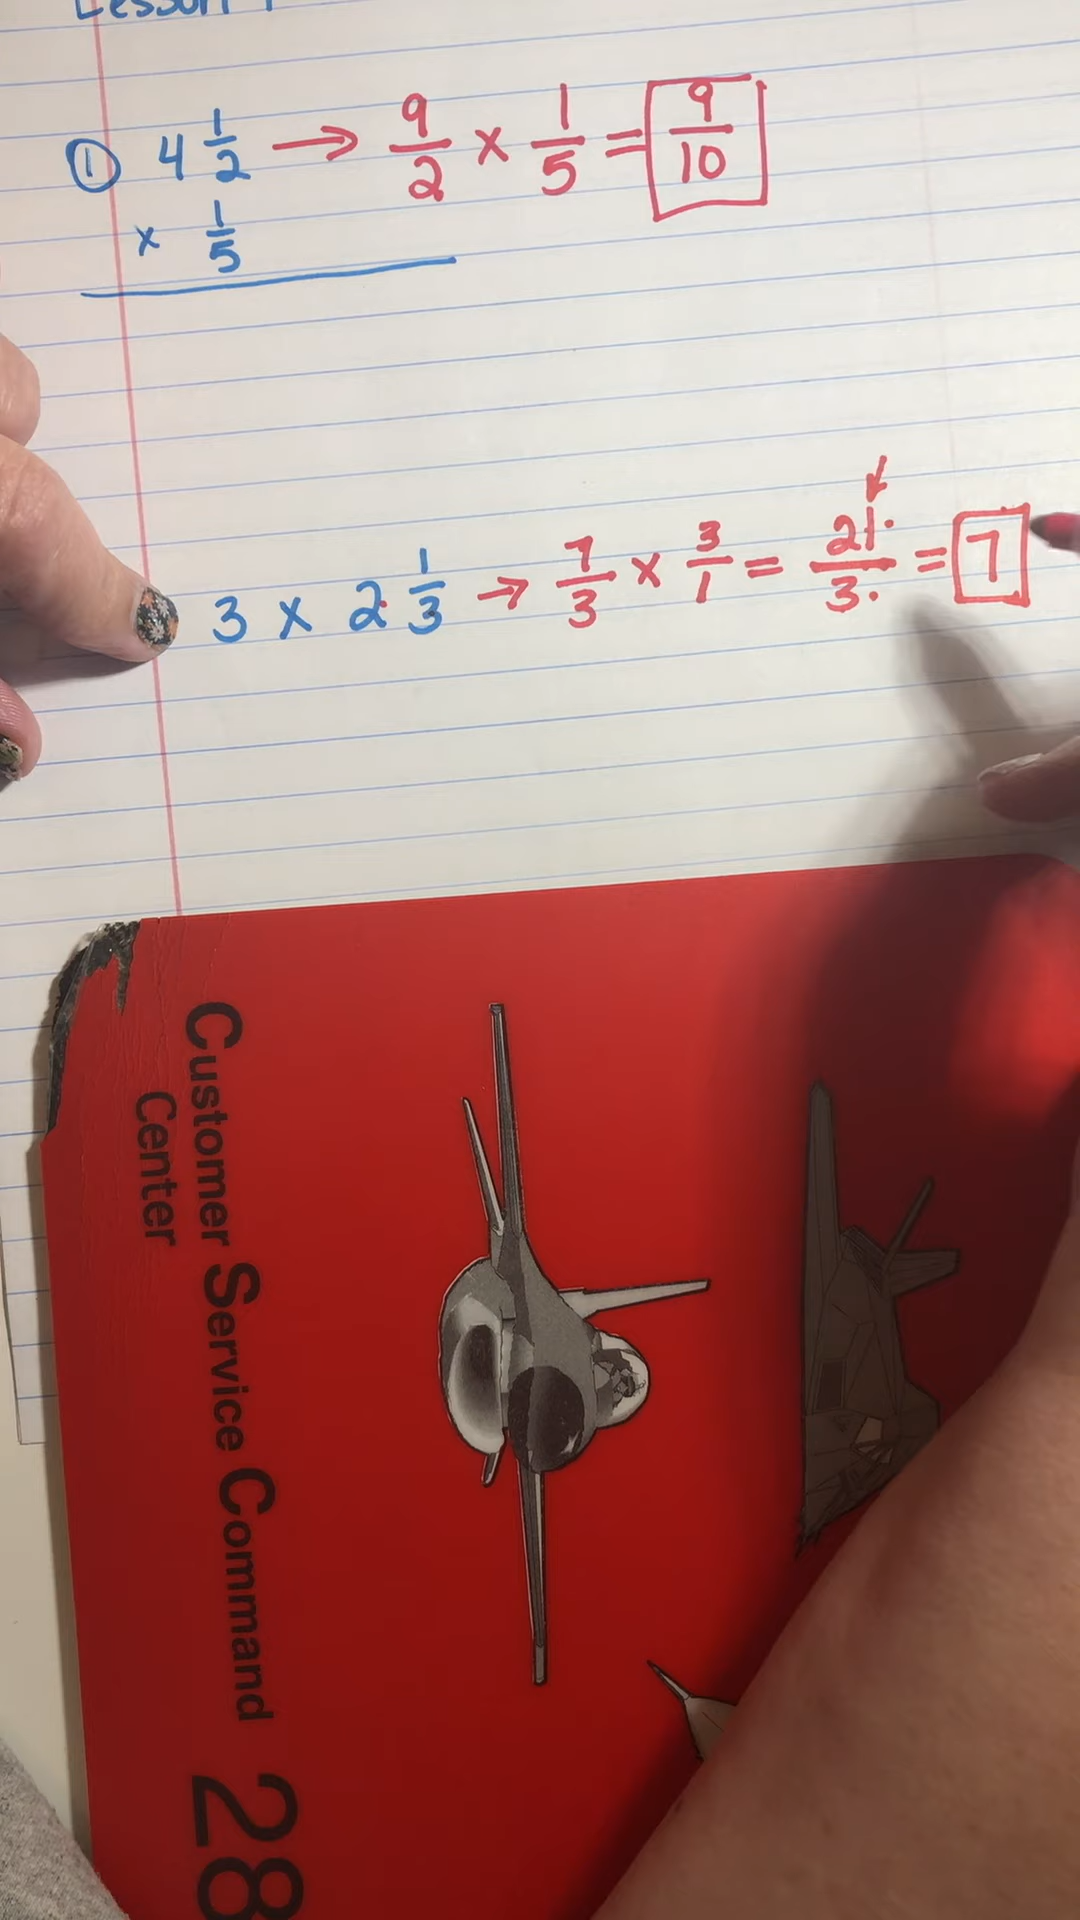 ① 4 1/2 → 9/2 × 1/5 = 9/10
× 1/5
3 × 2 1/3 → 7/3 × 3/1 = 21/3 = 7
Customer Service Command
Center
28